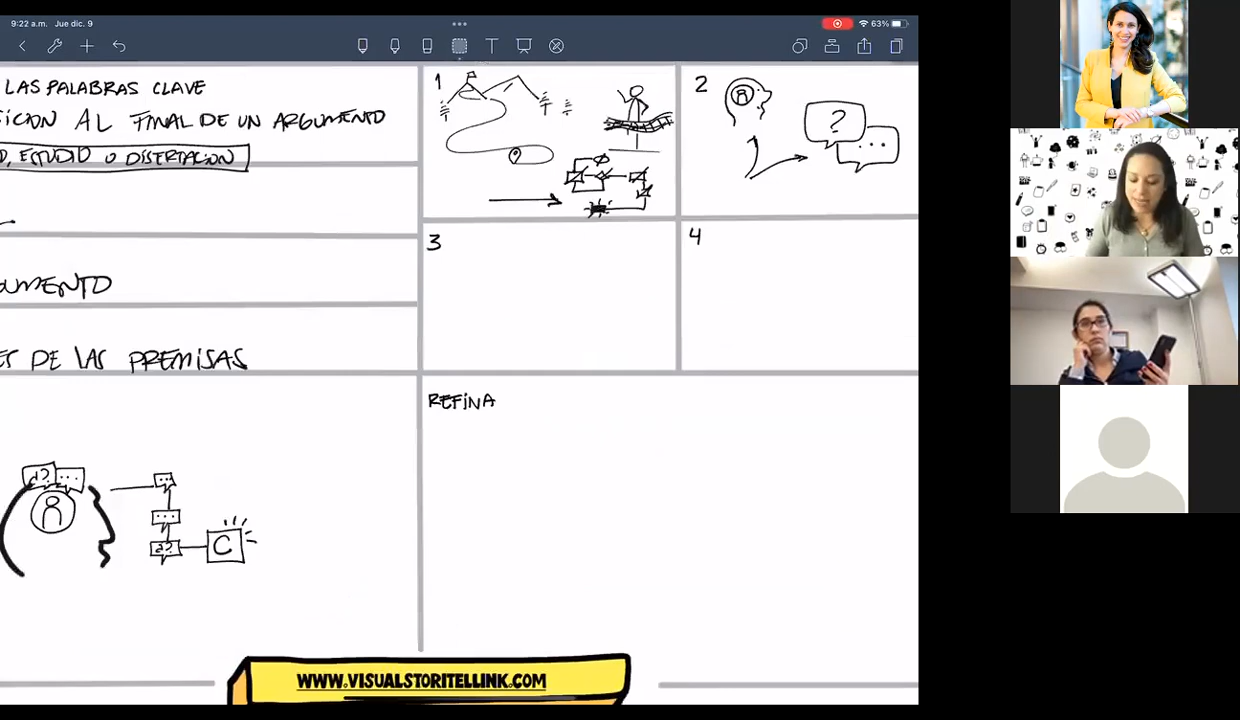 9:22 a.m. Jue dic. 9
63%
LAS PALABRAS CLAVE
SICION AL FINAL DE UN ARGUMENTO
O, ESTUDIO O DISERTACION
UMENTO
ES DE LAS PREMISAS
1
2
?
...
3
4
REFINA
¿?
...
...
...
¿?
C
WWW.VISUALSTORITELLINK.COM